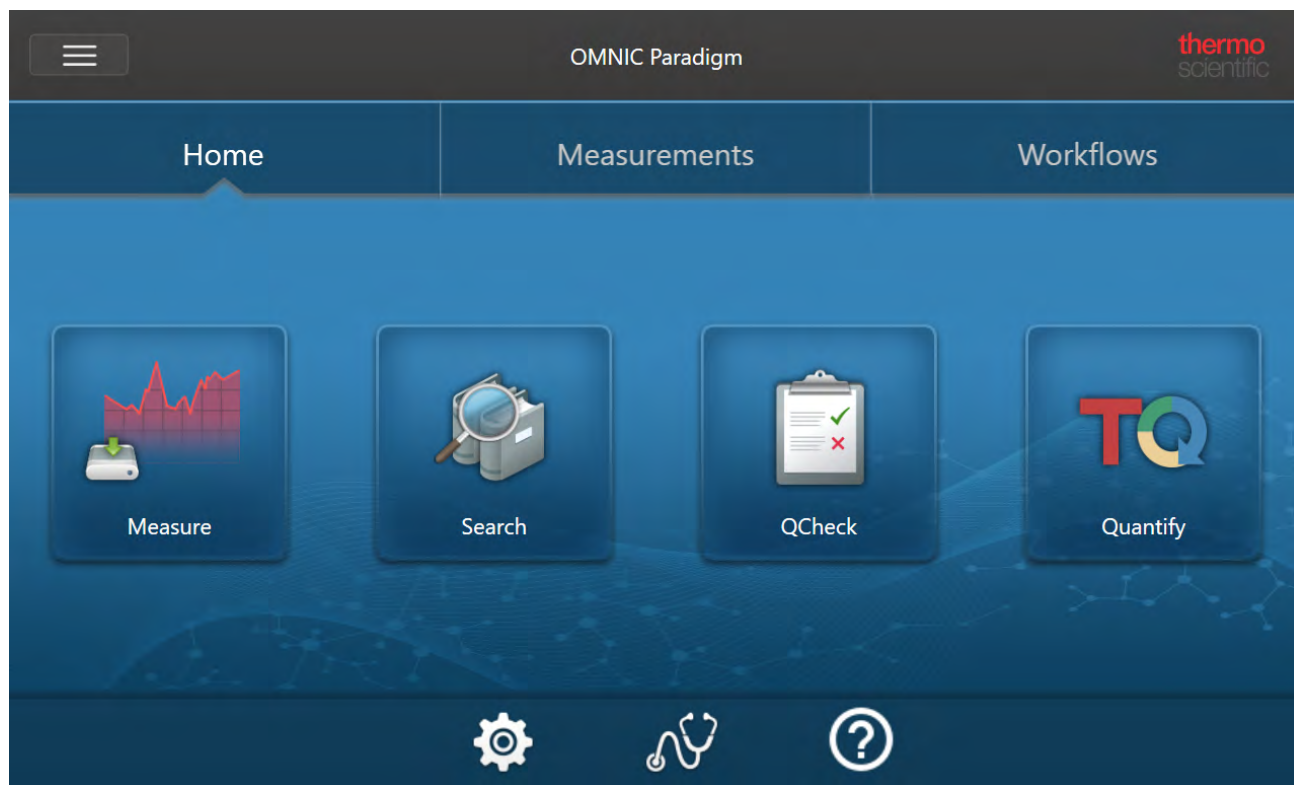 OMNIC Paradigm
thermo
scientific
Home
Measurements
Workflows
Measure
Search
QCheck
TQ
Quantify
?